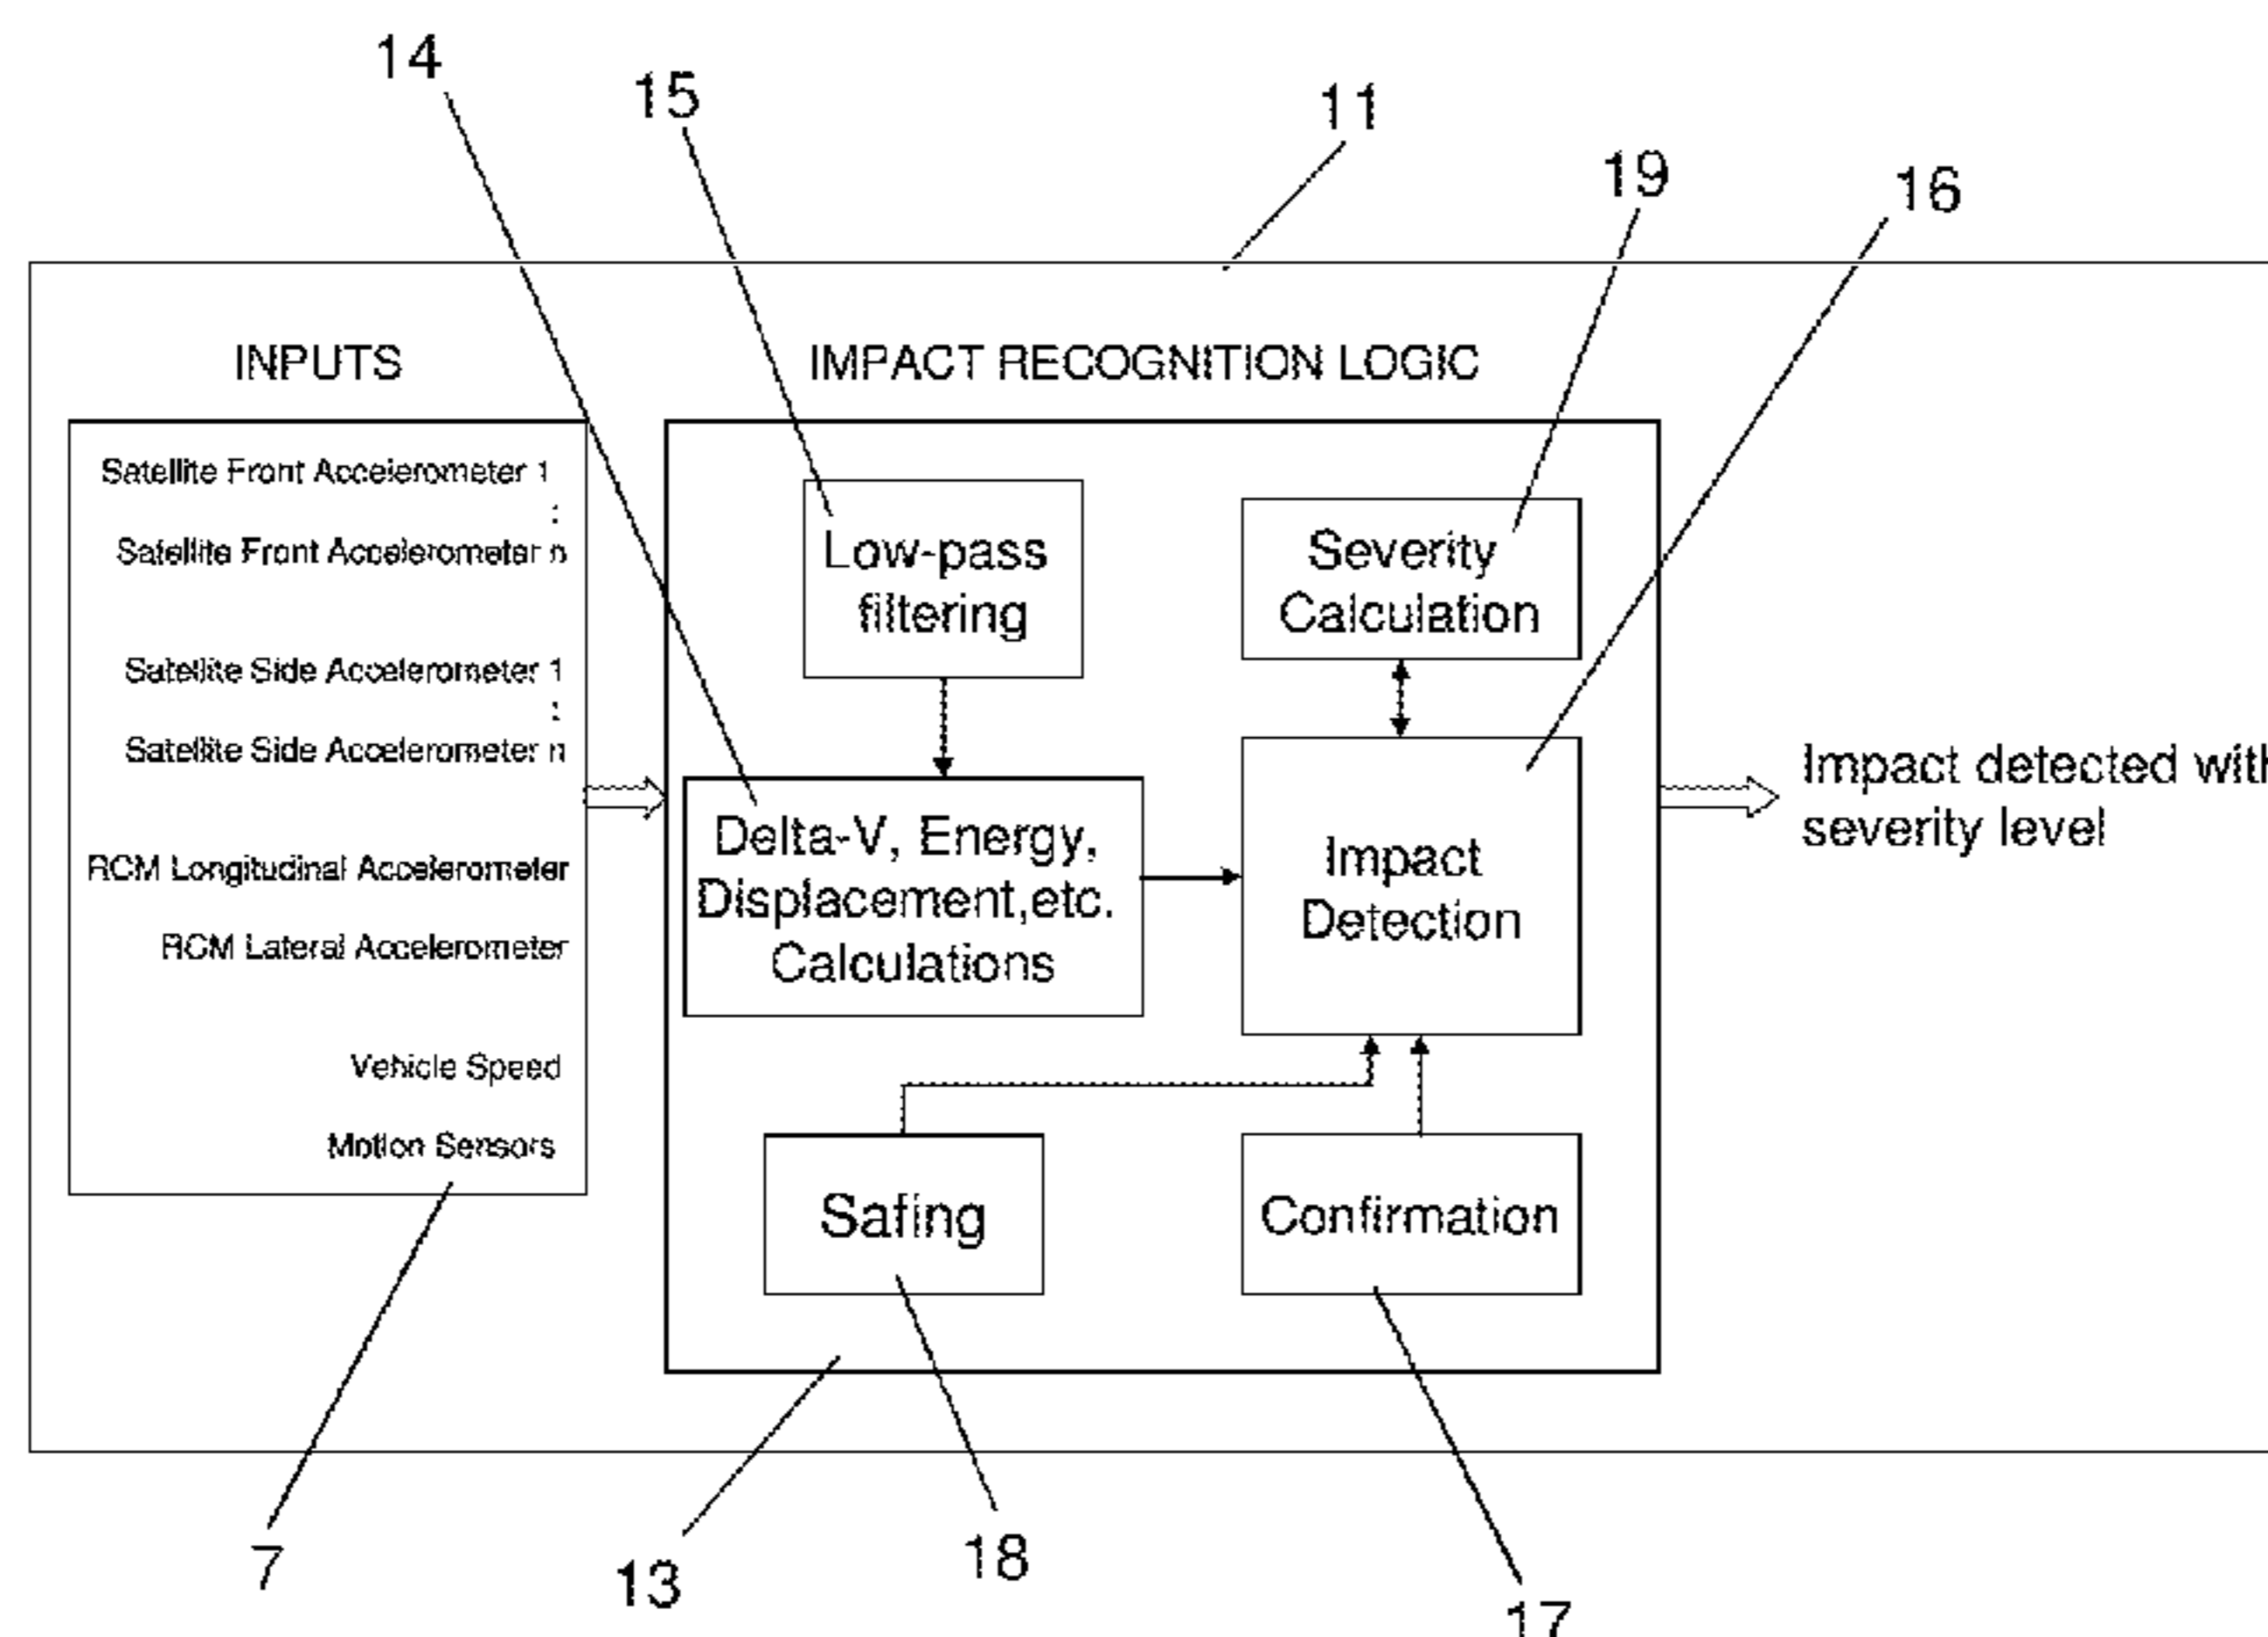 14
15
11
19
16
INPUTS
IMPACT RECOGNITION LOGIC
Satellite Front Accelerometer 1
:
Satellite Front Accelerometer n
Satellite Side Accelerometer 1
:
Satellite Side Accelerometer n
RCM Longitudinal Accelerometer
RCM Lateral Accelerometer
Vehicle Speed
Motion Sensors
Low-pass
filtering
Severity
Calculation
Delta-V, Energy,
Displacement,etc.
Calculations
Impact
Detection
Impact detected with
severity level
Safing
Confirmation
7
13
18
17